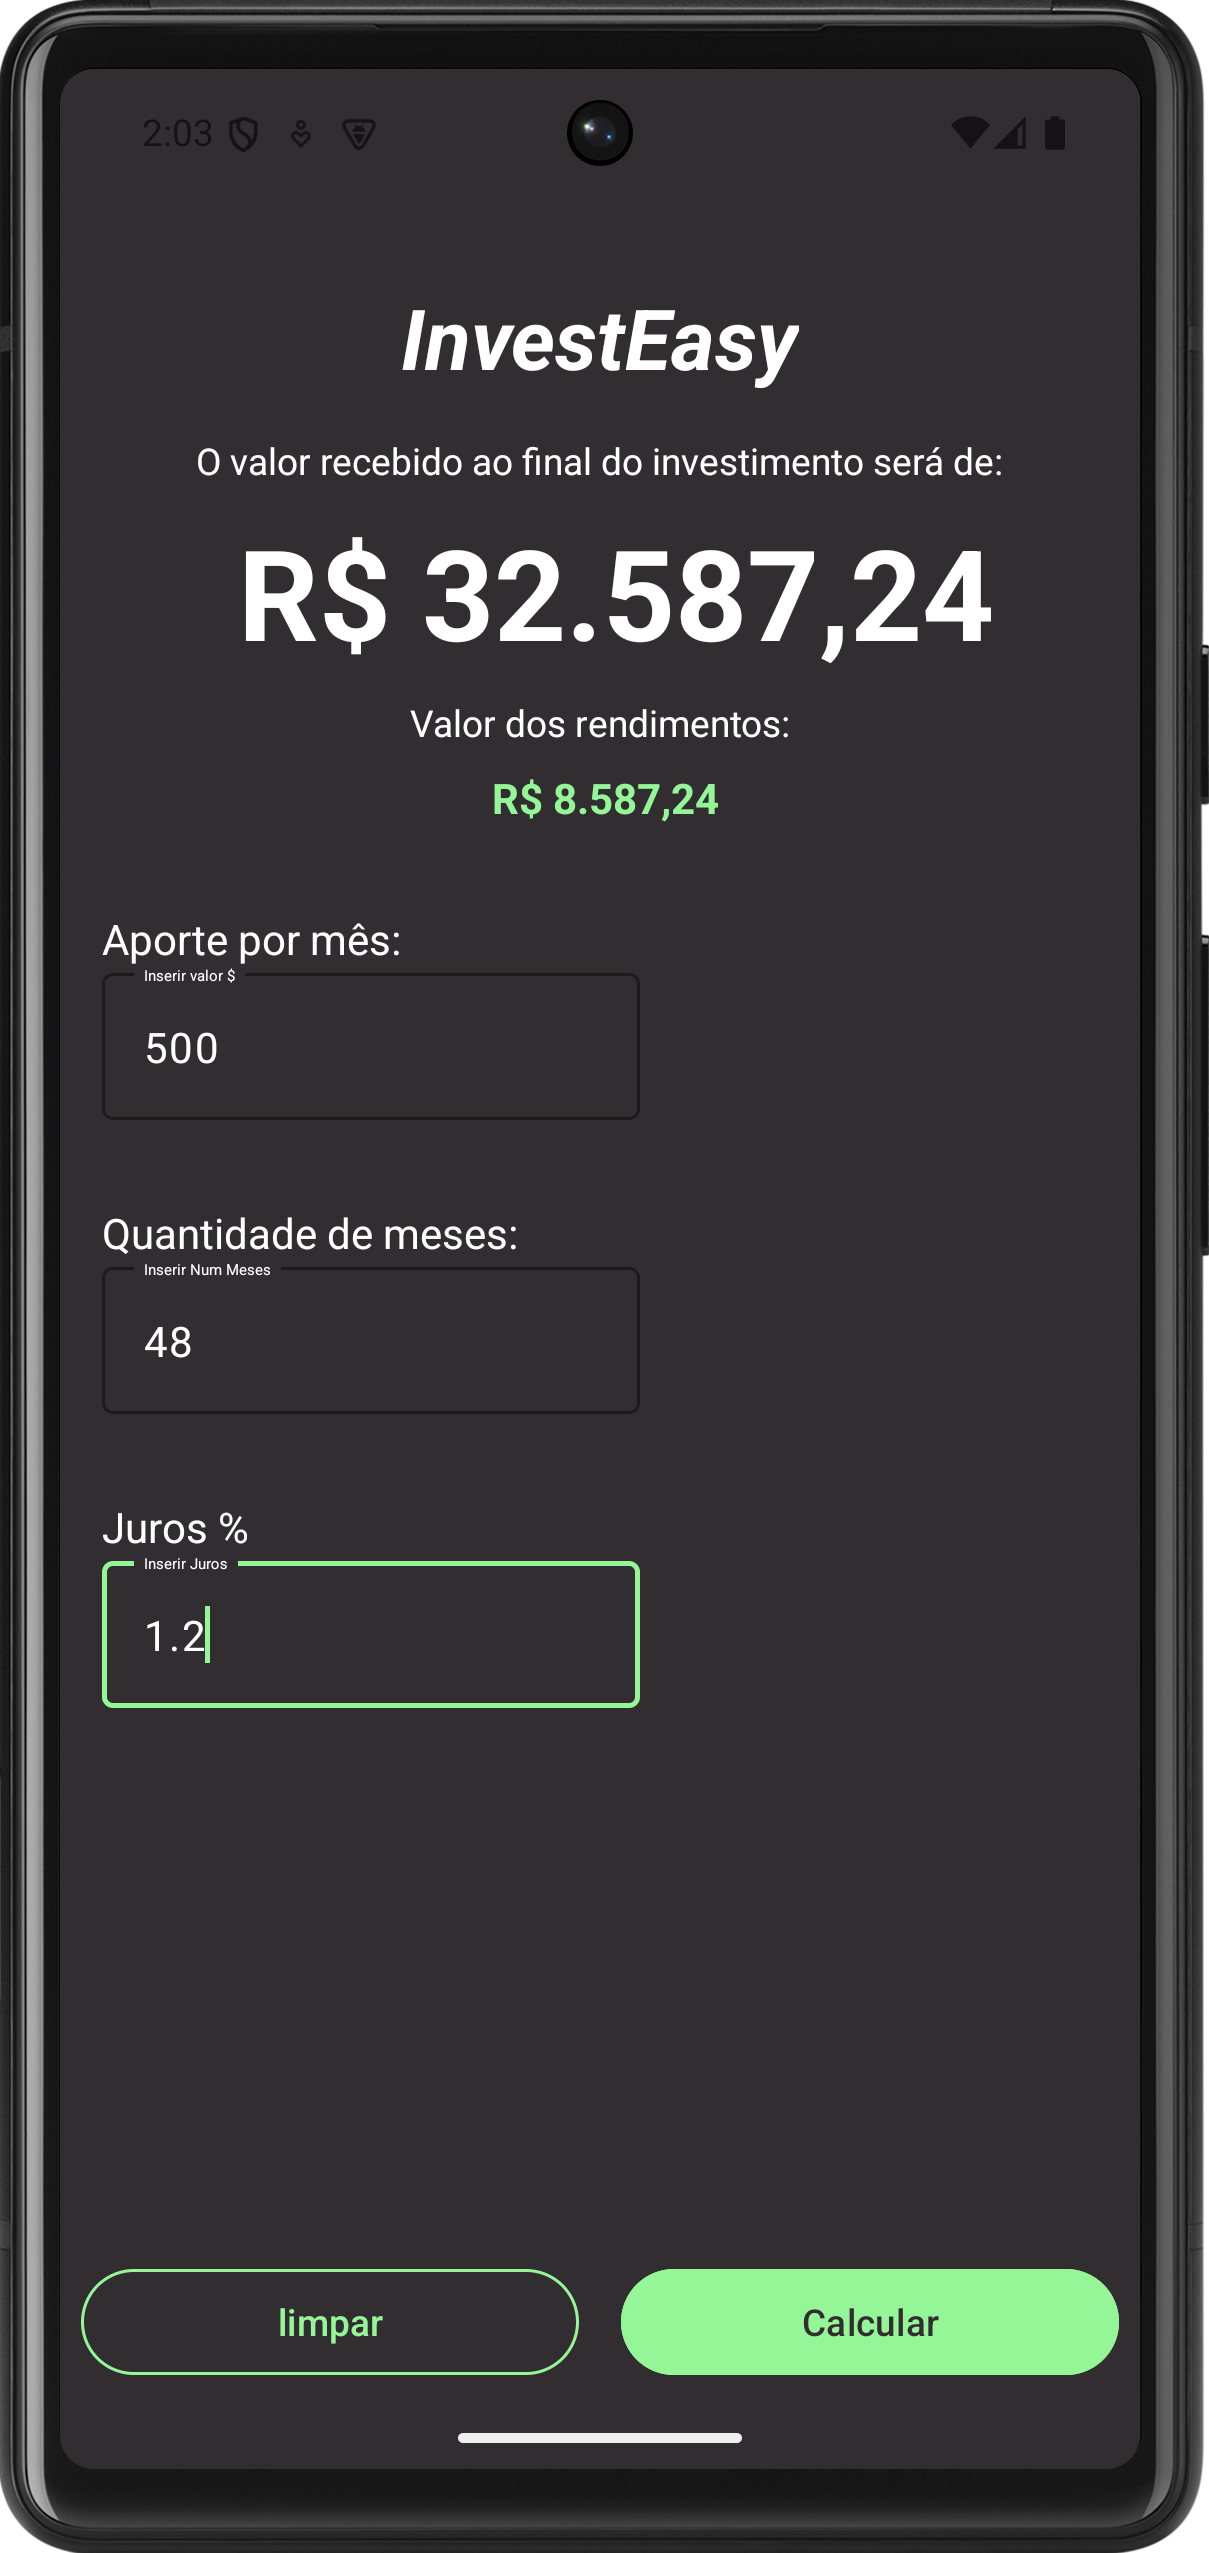 2:03
InvestEasy
O valor recebido ao final do investimento será de:
R$ 32.587,24
Valor dos rendimentos:
R$ 8.587,24
Aporte por mês:
Inserir valor $
500
Quantidade de meses:
Inserir Num Meses
48
Juros %
Inserir Juros
1.2
limpar
Calcular